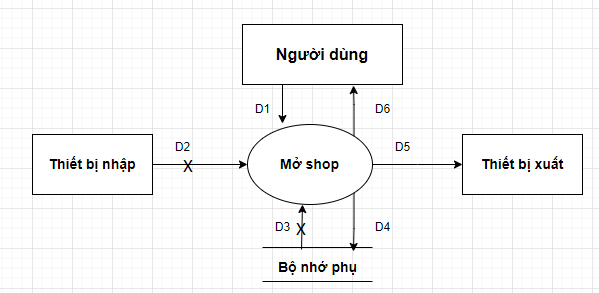 Người dùng
D1
D6
D2
X
Thiết bị nhập
Mở shop
D5
Thiết bị xuất
D3
X
D4
Bộ nhớ phụ